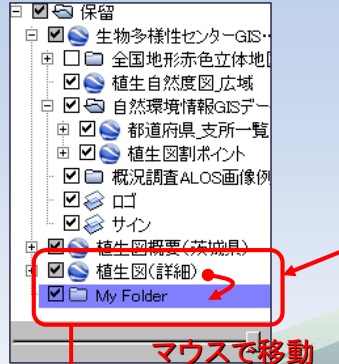 保留
生物多様性センターGIS…
全国地形赤色立体地図
植生自然度図_広域
自然環境情報GISデー
都道府県_支所一覧
植生図割ポイント
概況調査ALOS画像例
ロゴ
サイン
植生図概要(茨城県)
植生図(詳細)
My Folder
マウスで移動